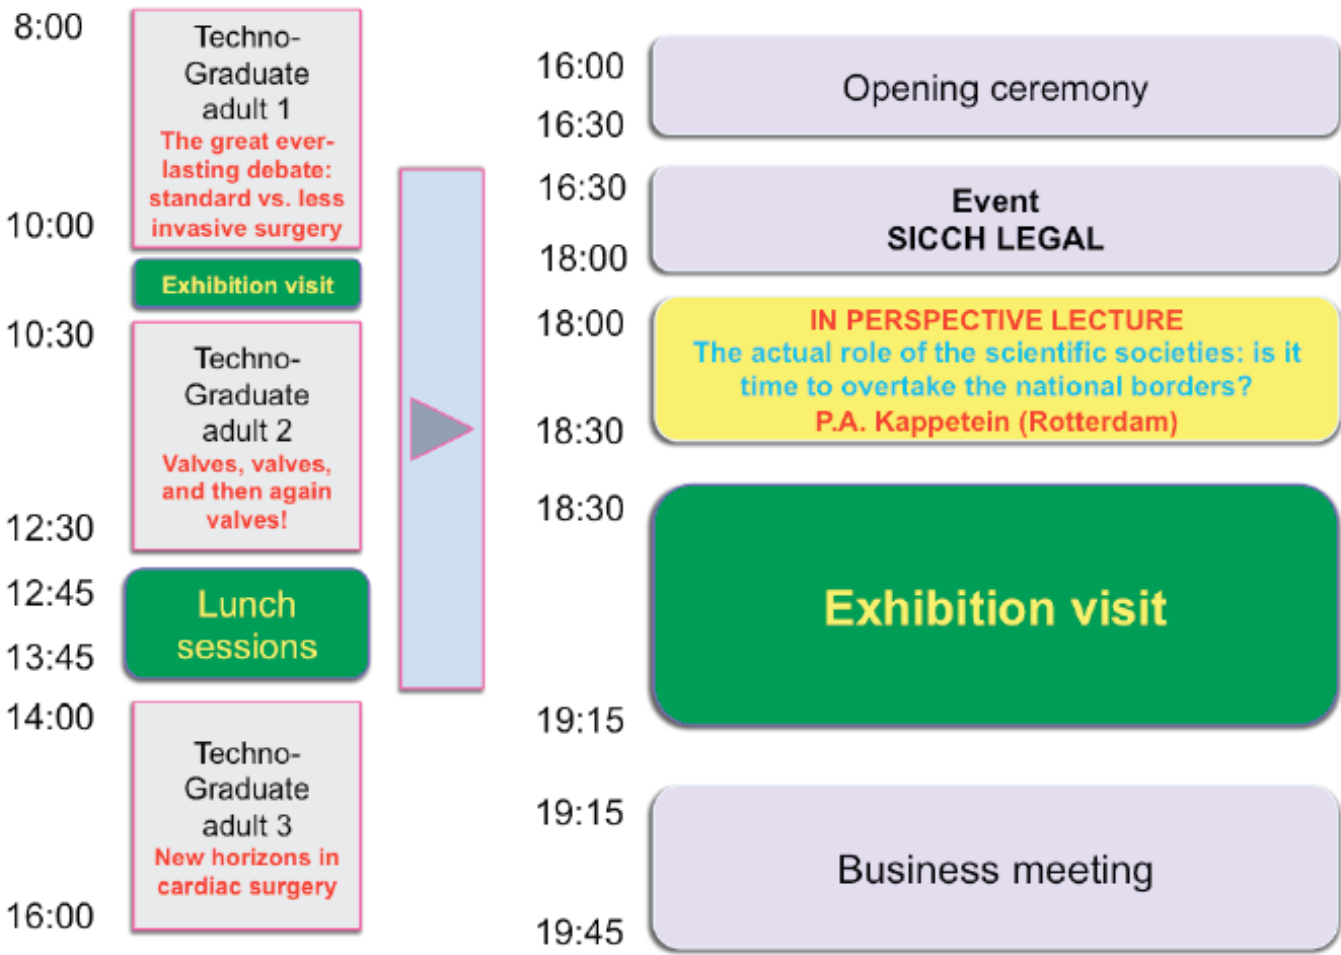 8:00
Techno-
Graduate
adult 1
The great ever-
lasting debate:
standard vs. less
invasive surgery
10:00
Exhibition visit
10:30
Techno-
Graduate
adult 2
Valves, valves,
and then again
valves!
12:30
12:45
Lunch
sessions
13:45
14:00
Techno-
Graduate
adult 3
New horizons in
cardiac surgery
16:00
16:00
Opening ceremony
16:30
16:30
Event
SICCH LEGAL
18:00
18:00
IN PERSPECTIVE LECTURE
The actual role of the scientific societies: is it
time to overtake the national borders?
P.A. Kappetein (Rotterdam)
18:30
18:30
Exhibition visit
19:15
19:15
Business meeting
19:45